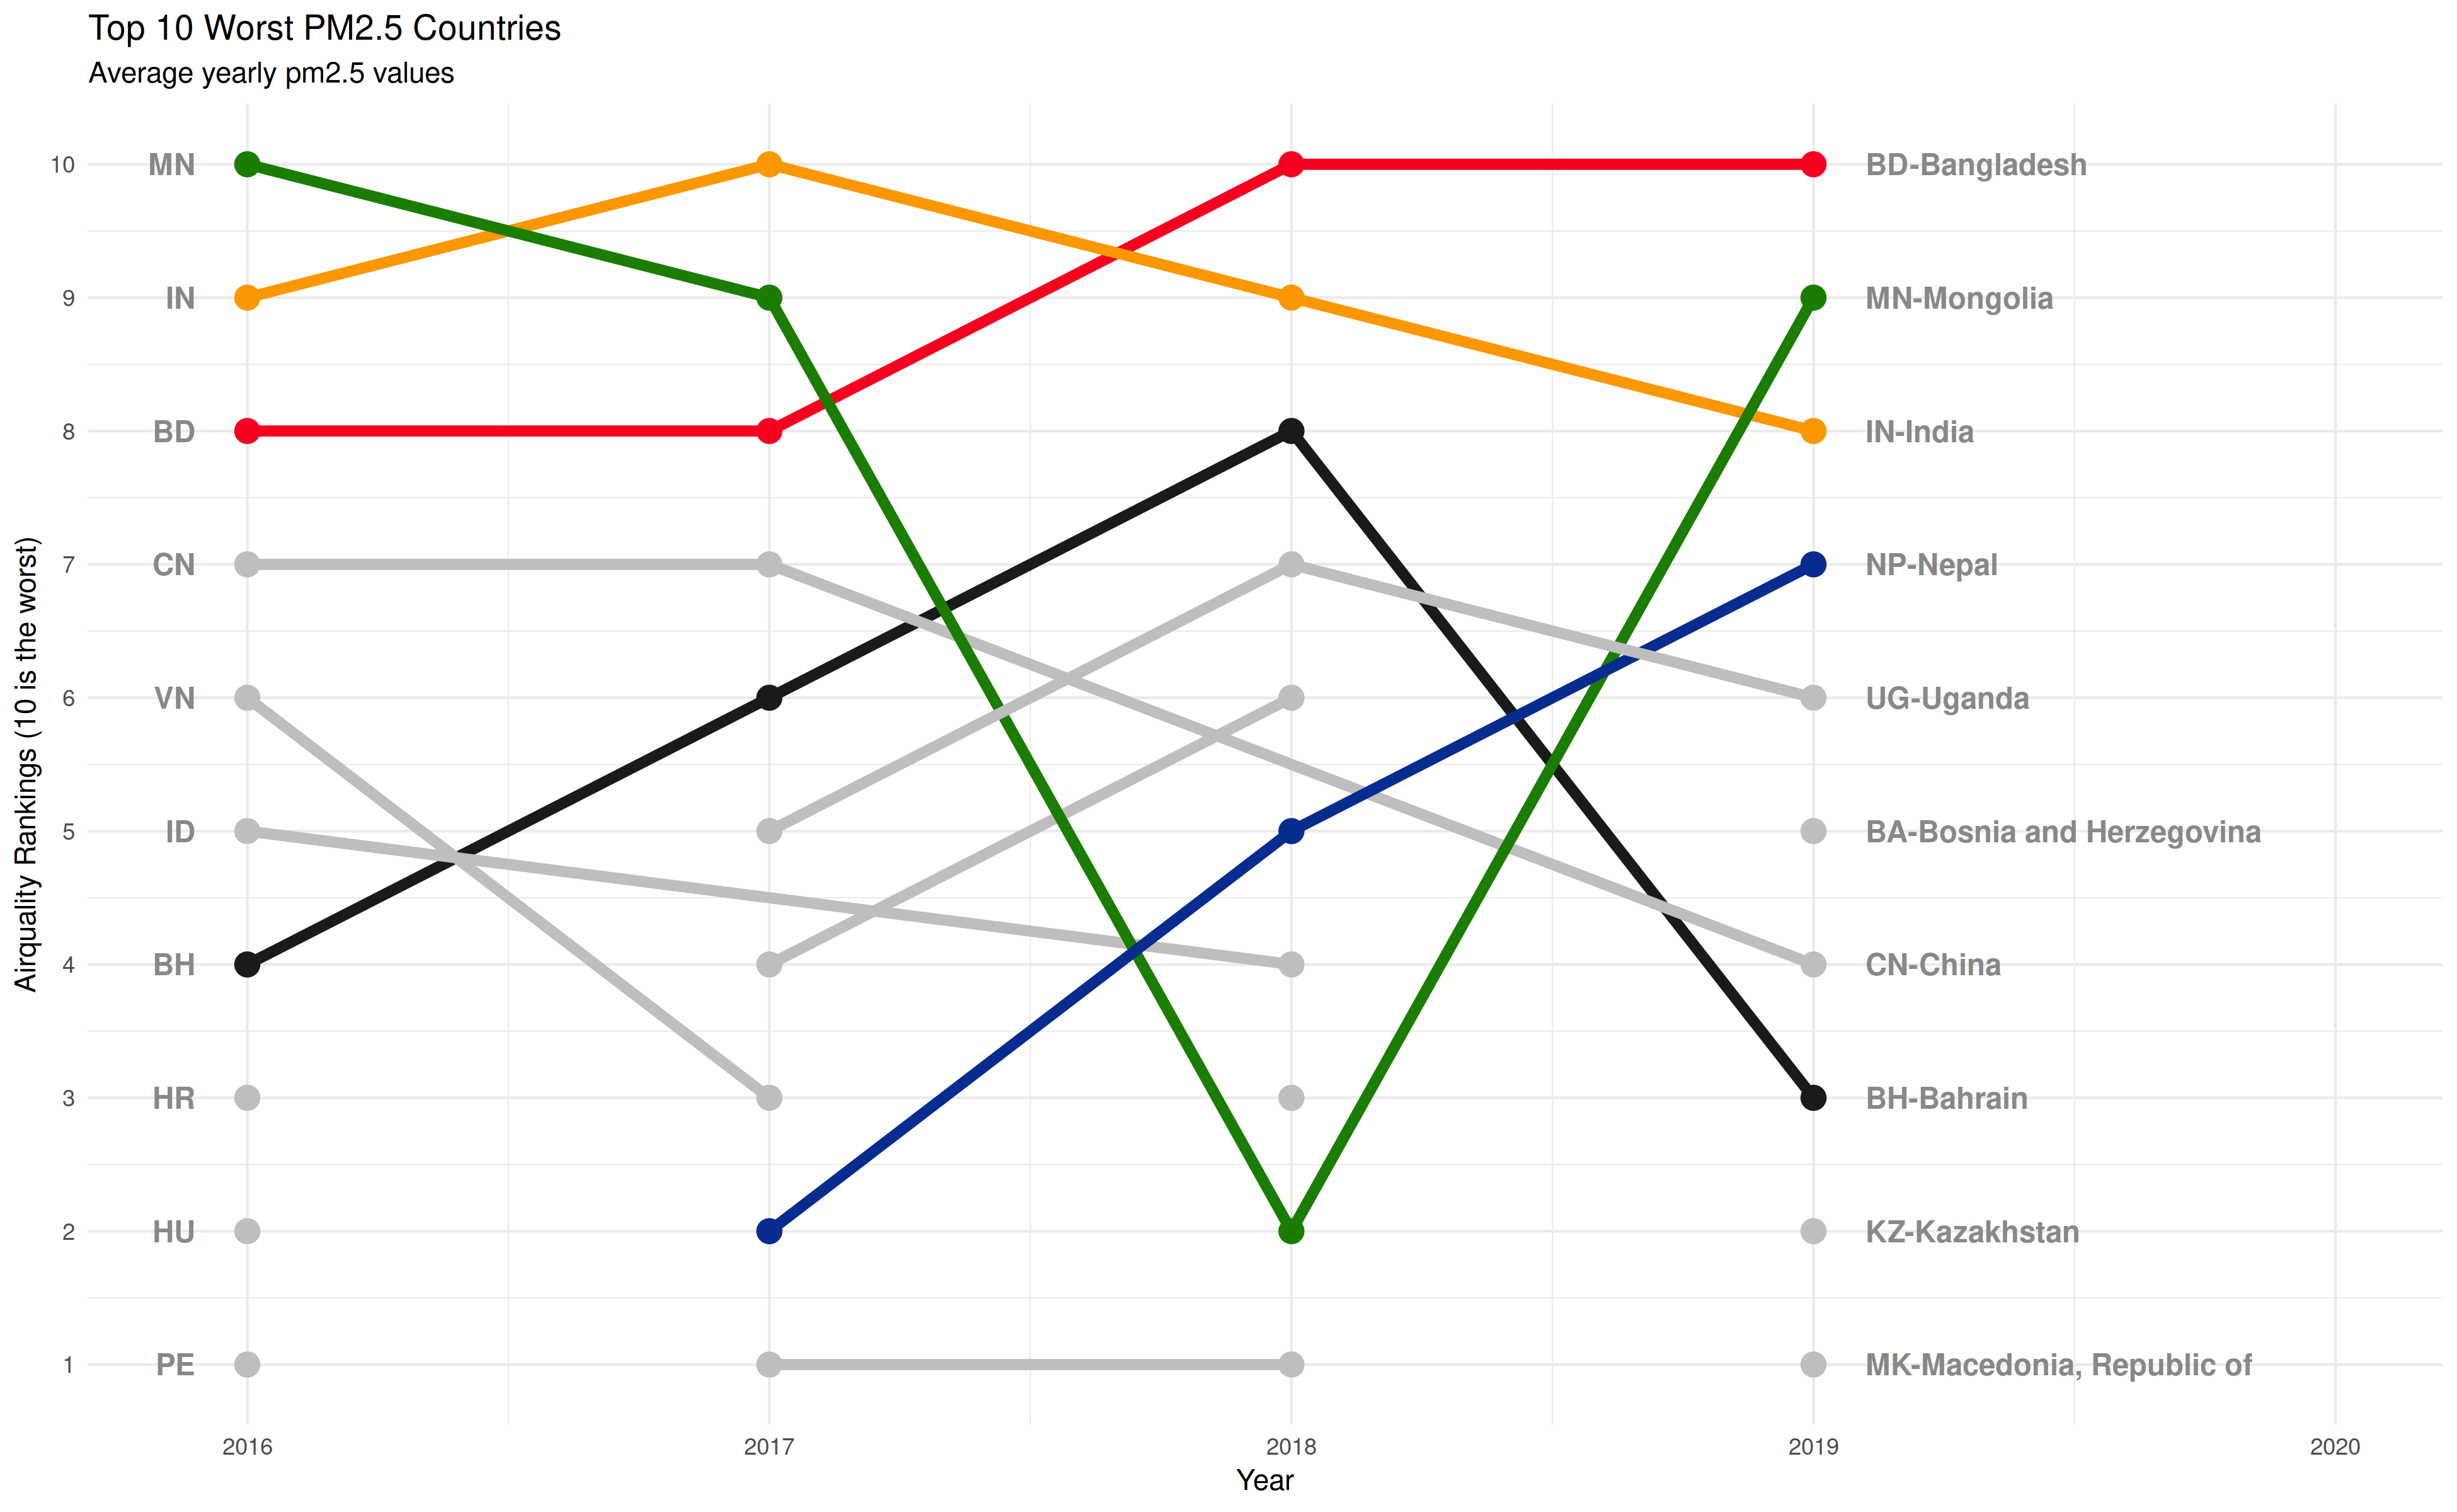 Top 10 Worst PM2.5 Countries
Average yearly pm2.5 values
Airquality Rankings (10 is the worst)
10 MN BD-Bangladesh
9 IN MN-Mongolia
8 BD IN-India
7 CN NP-Nepal
6 VN UG-Uganda
5 ID BA-Bosnia and Herzegovina
4 BH CN-China
3 HR BH-Bahrain
2 HU KZ-Kazakhstan
1 PE MK-Macedonia, Republic of
2016 2017 2018 2019 2020
Year